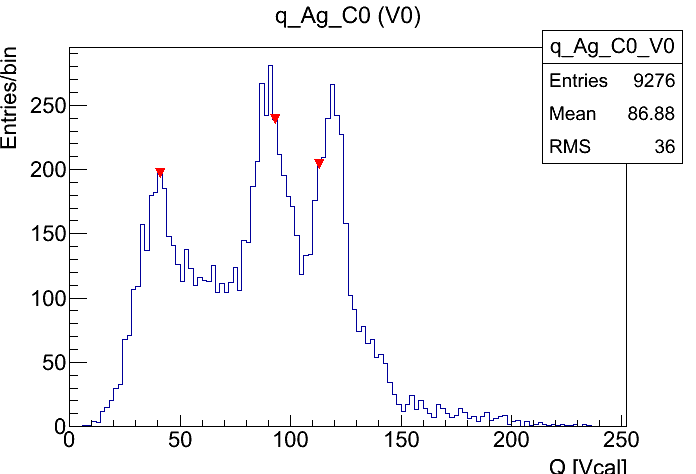 q_Ag_C0 (V0)
q_Ag_C0_V0
Entries 9276
Mean 86.88
RMS 36
Entries/bin
250
200
150
100
50
0
0 50 100 150 200 250
Q [Vcal]